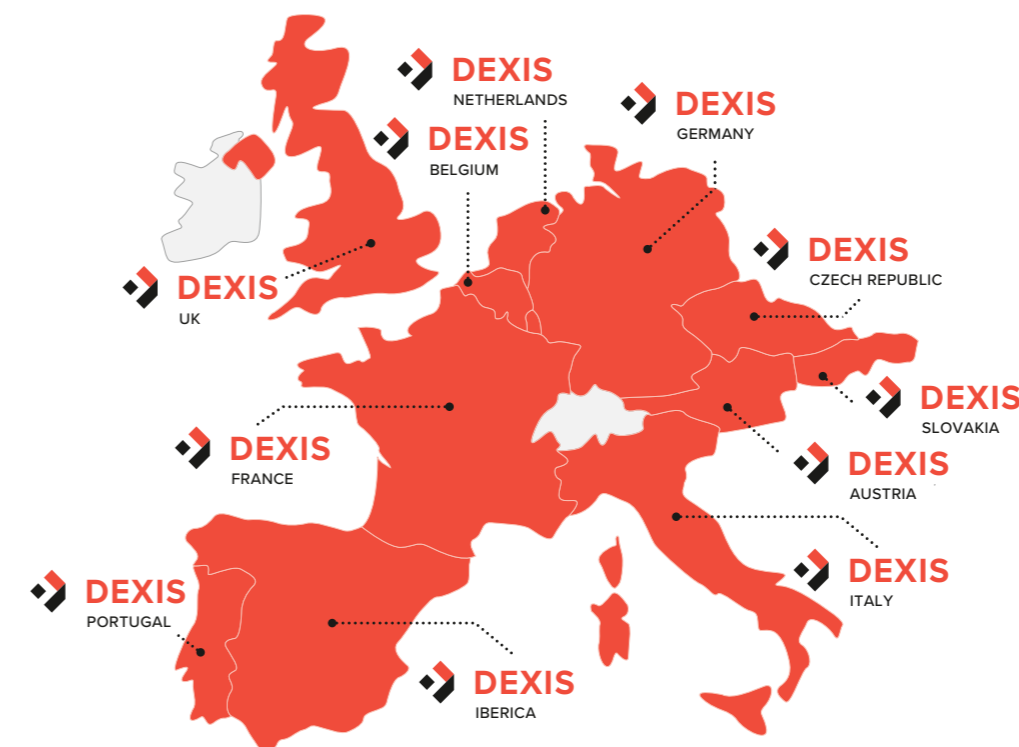 DEXIS
NETHERLANDS
DEXIS
GERMANY
DEXIS
BELGIUM
DEXIS
CZECH REPUBLIC
DEXIS
UK
DEXIS
SLOVAKIA
DEXIS
FRANCE
DEXIS
AUSTRIA
DEXIS
ITALY
DEXIS
PORTUGAL
DEXIS
IBERICA